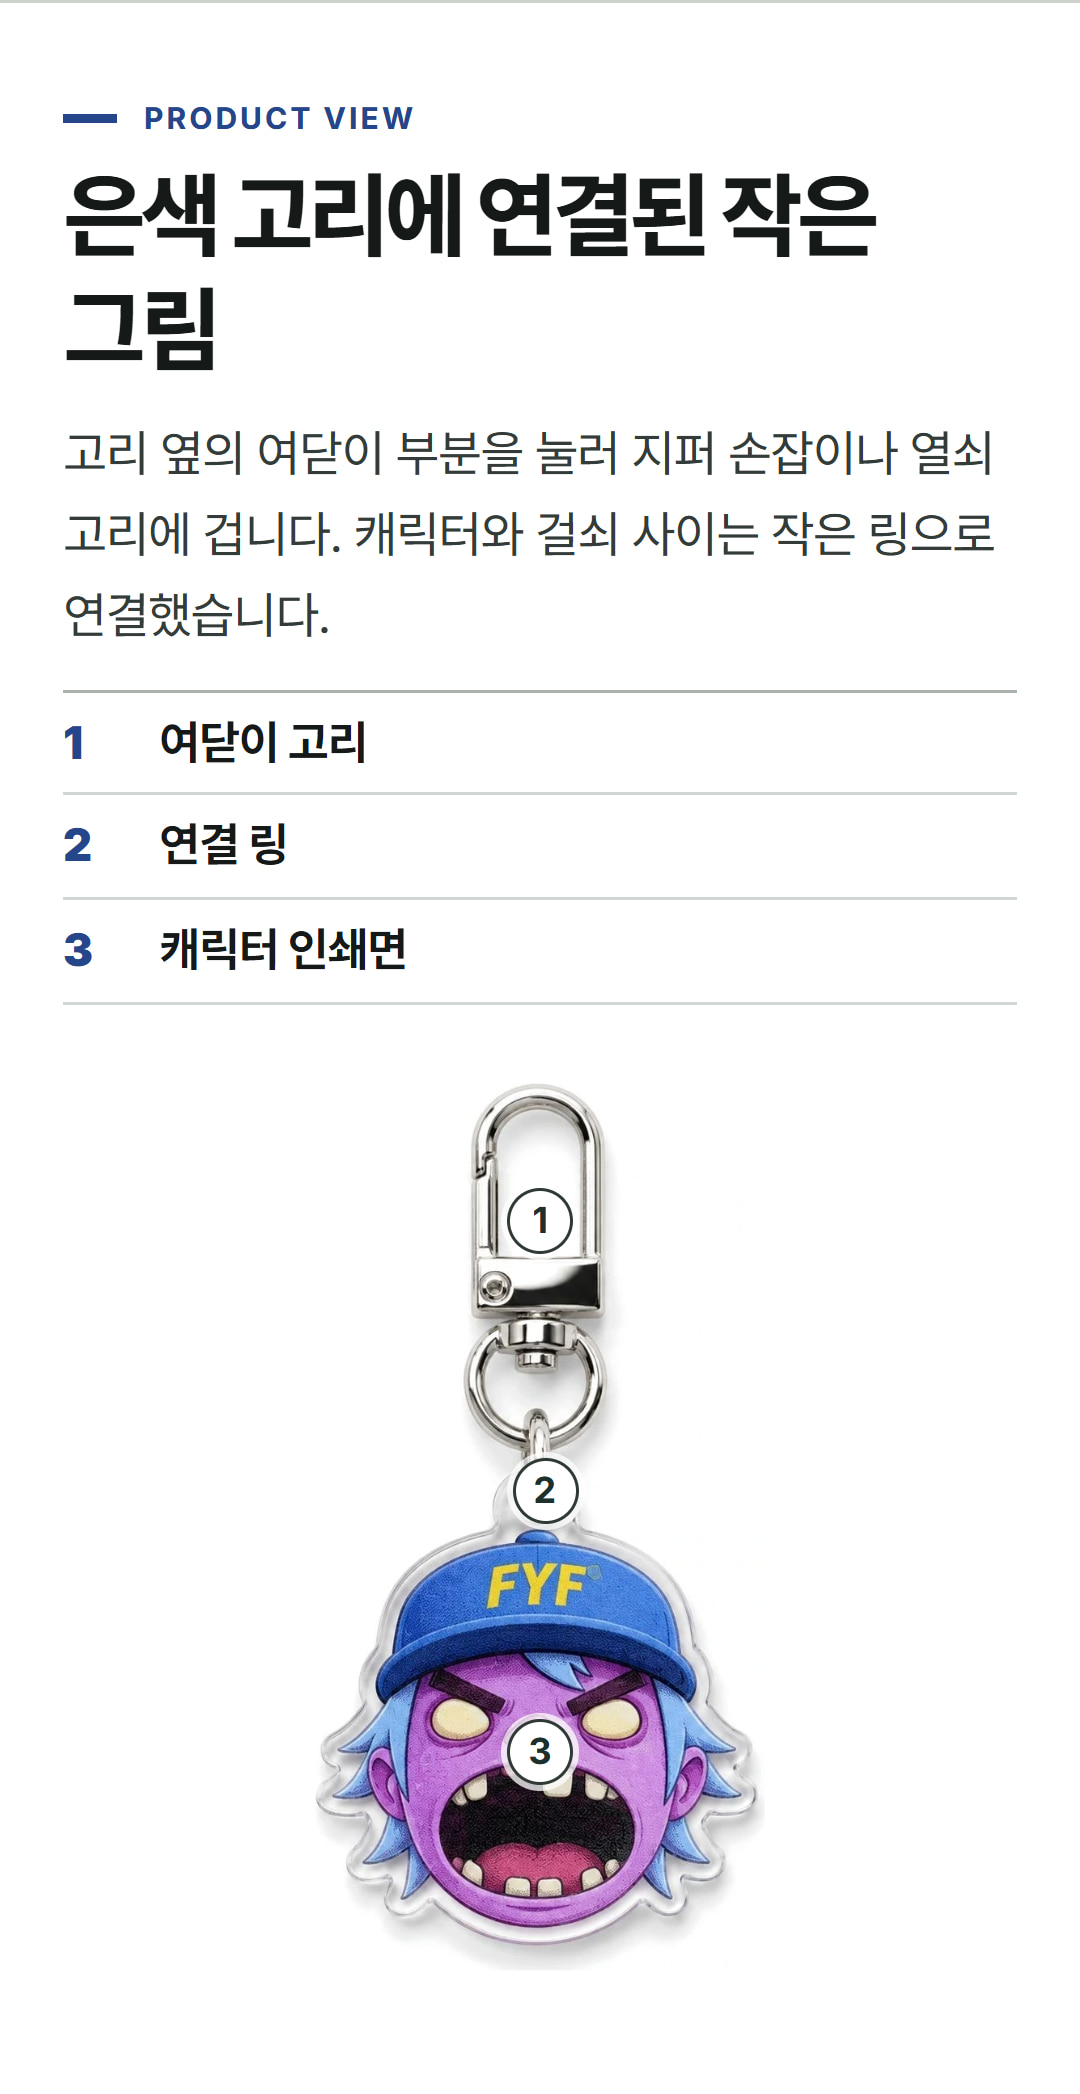 PRODUCT VIEW
은색 고리에 연결된 작은
그림
고리 옆의 여닫이 부분을 눌러 지퍼 손잡이나 열쇠
고리에 겁니다. 캐릭터와 걸쇠 사이는 작은 링으로
연결했습니다.
1 여닫이 고리
2 연결 링
3 캐릭터 인쇄면
1
2
FYF
3